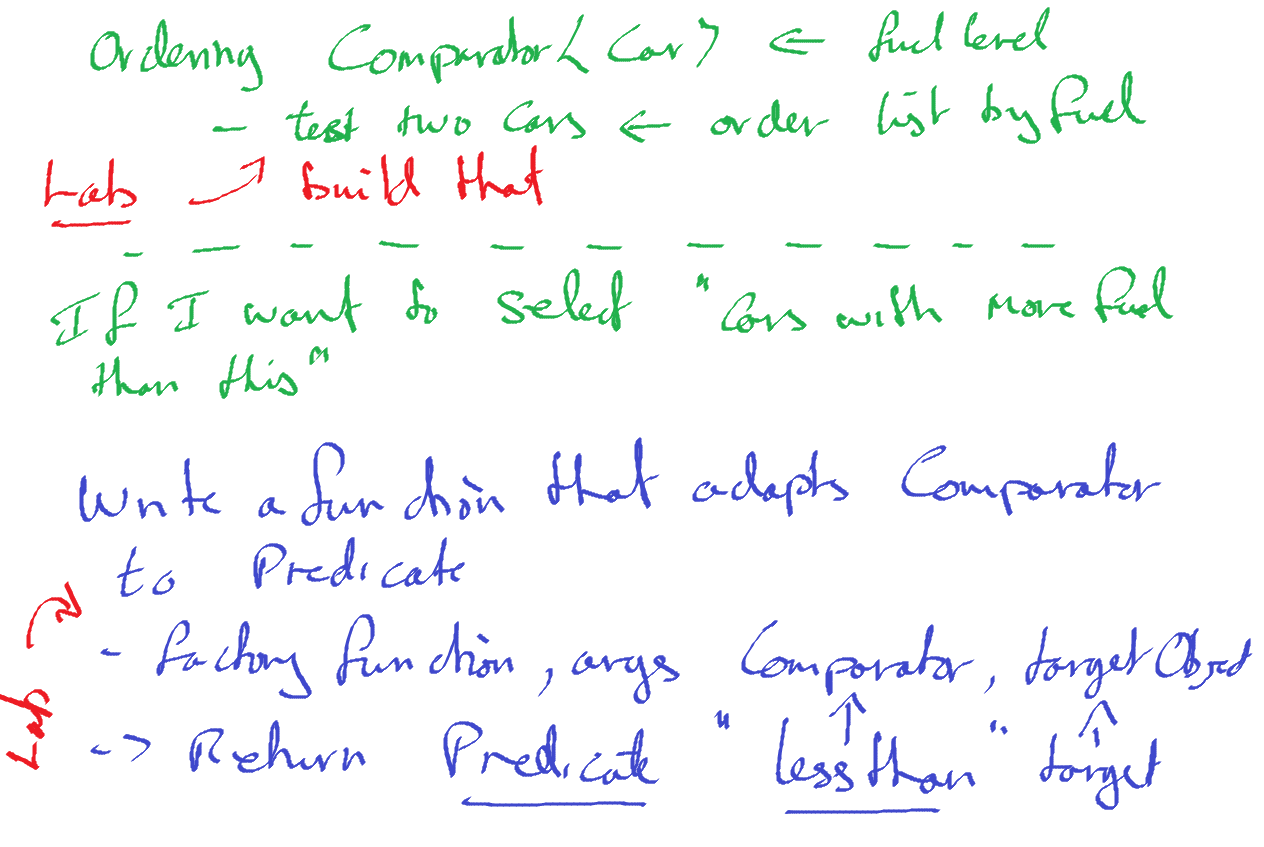 Ordering Comparator<Car> ← fuel level
- test two Cars ← order list by fuel
Lab → build that
If I want to select "Cars with more fuel
than this"
Write a function that adapts Comparator
to Predicate
- factory function, args Comparator, target Object
Lab
-> Return Predicate "less than" target